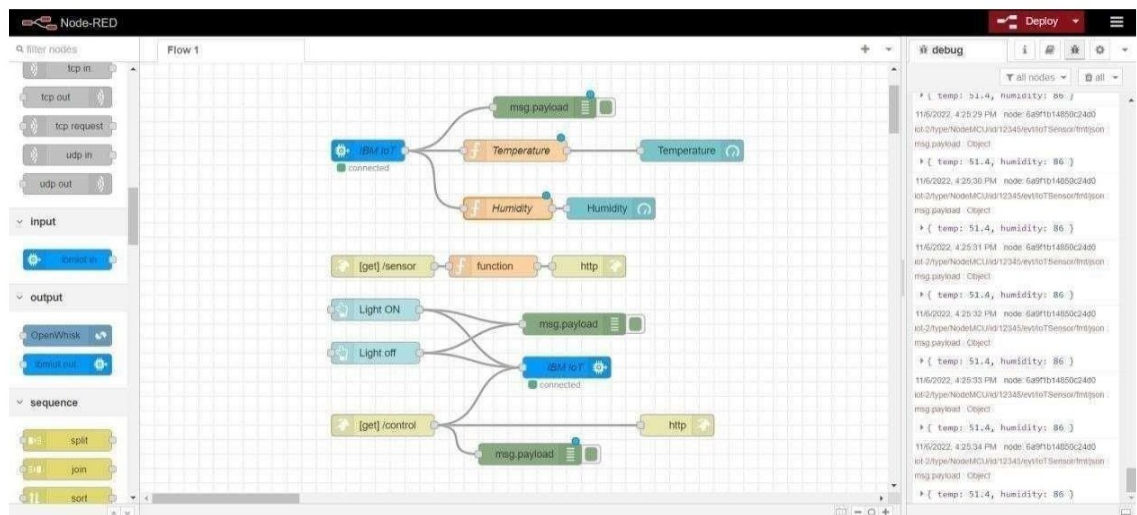 Node-RED
Deploy
filter nodes
Flow 1
debug
all nodes
all
tcp in
tcp out
tcp request
udp in
udp out
input
ibmiot in
output
OpenWhisk
ibmiot out
sequence
split
join
sort
msg.payload
IBM IoT
connected
Temperature
Temperature
Humidity
Humidity
[get] /sensor
function
http
Light ON
msg.payload
Light off
IBM IoT
connected
[get] /control
http
msg.payload
{ temp: 51.4, humidity: 86 }
11/6/2022, 4:25:29 PM node: 6a9f1b14850c24d0
iot-2/type/NodeMCU/id/12345/evt/IoTSensor/fmt/json :
msg.payload : Object
{ temp: 51.4, humidity: 86 }
11/6/2022, 4:25:30 PM node: 6a9f1b14850c24d0
iot-2/type/NodeMCU/id/12345/evt/IoTSensor/fmt/json :
msg.payload : Object
{ temp: 51.4, humidity: 86 }
11/6/2022, 4:25:31 PM node: 6a9f1b14850c24d0
iot-2/type/NodeMCU/id/12345/evt/IoTSensor/fmt/json :
msg.payload : Object
{ temp: 51.4, humidity: 86 }
11/6/2022, 4:25:32 PM node: 6a9f1b14850c24d0
iot-2/type/NodeMCU/id/12345/evt/IoTSensor/fmt/json :
msg.payload : Object
{ temp: 51.4, humidity: 86 }
11/6/2022, 4:25:33 PM node: 6a9f1b14850c24d0
iot-2/type/NodeMCU/id/12345/evt/IoTSensor/fmt/json :
msg.payload : Object
{ temp: 51.4, humidity: 86 }
11/6/2022, 4:25:34 PM node: 6a9f1b14850c24d0
iot-2/type/NodeMCU/id/12345/evt/IoTSensor/fmt/json :
msg.payload : Object
{ temp: 51.4, humidity: 86 }